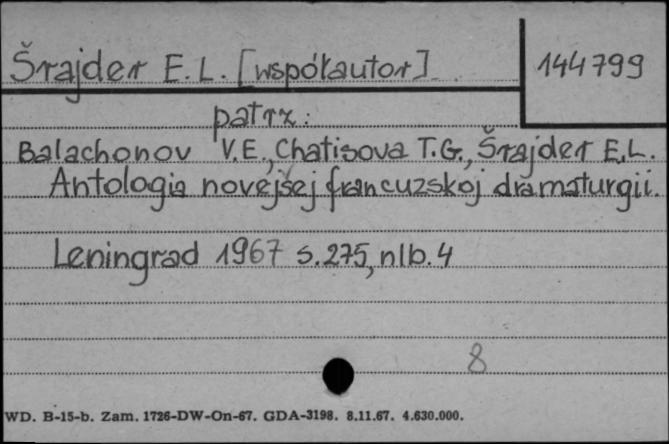 Šrajder E.L. [współautor]
144799
patrz:
Balachonov V.E., Chatisova T.G., Šrajder E.L.
Antologia novejšej francuzskoj dramaturgii.
Leningrad 1967 s.275, nlb.4
8
WD. B-15-b. Zam. 1726-DW-On-67. GDA-3198. 8.11.67. 4.630.000.